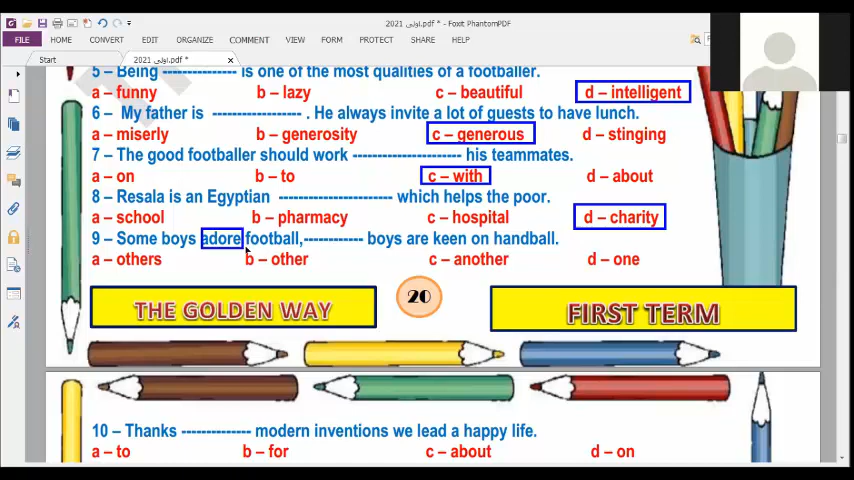 2021 اولى.pdf * - Foxit PhantomPDF
FILE HOME CONVERT EDIT ORGANIZE COMMENT VIEW FORM PROTECT SHARE HELP
Start 2021 اولى.pdf *
5 – Being --------------- is one of the most qualities of a footballer.
a – funny b – lazy c – beautiful d – intelligent
6 – My father is ------------------ . He always invite a lot of guests to have lunch.
a – miserly b – generosity c – generous d – stinging
7 – The good footballer should work ---------------------- his teammates.
a – on b – to c – with d – about
8 – Resala is an Egyptian ----------------------- which helps the poor.
a – school b – pharmacy c – hospital d – charity
9 – Some boys adore football,------------ boys are keen on handball.
a – others b – other c – another d – one
THE GOLDEN WAY 20 FIRST TERM
10 – Thanks -------------- modern inventions we lead a happy life.
a – to b – for c – about d – on